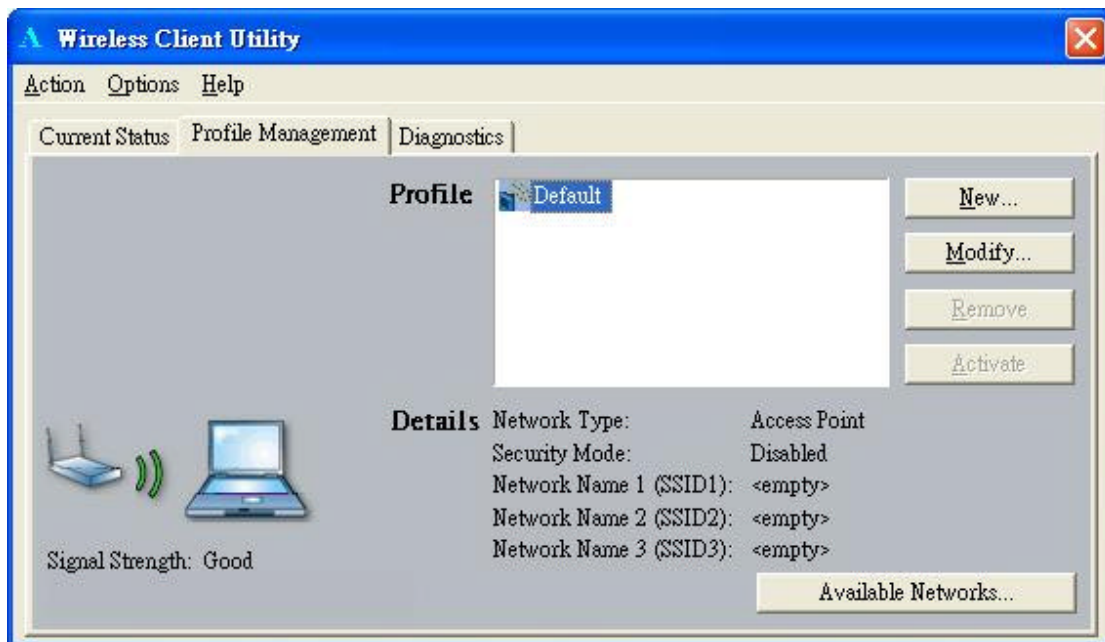 Wireless Client Utility
Action Options Help
Current Status Profile Management Diagnostics
Profile
Default
New...
Modify...
Remove
Activate
Details
Network Type: Access Point
Security Mode: Disabled
Network Name 1 (SSID1): <empty>
Network Name 2 (SSID2): <empty>
Network Name 3 (SSID3): <empty>
Signal Strength: Good
Available Networks...